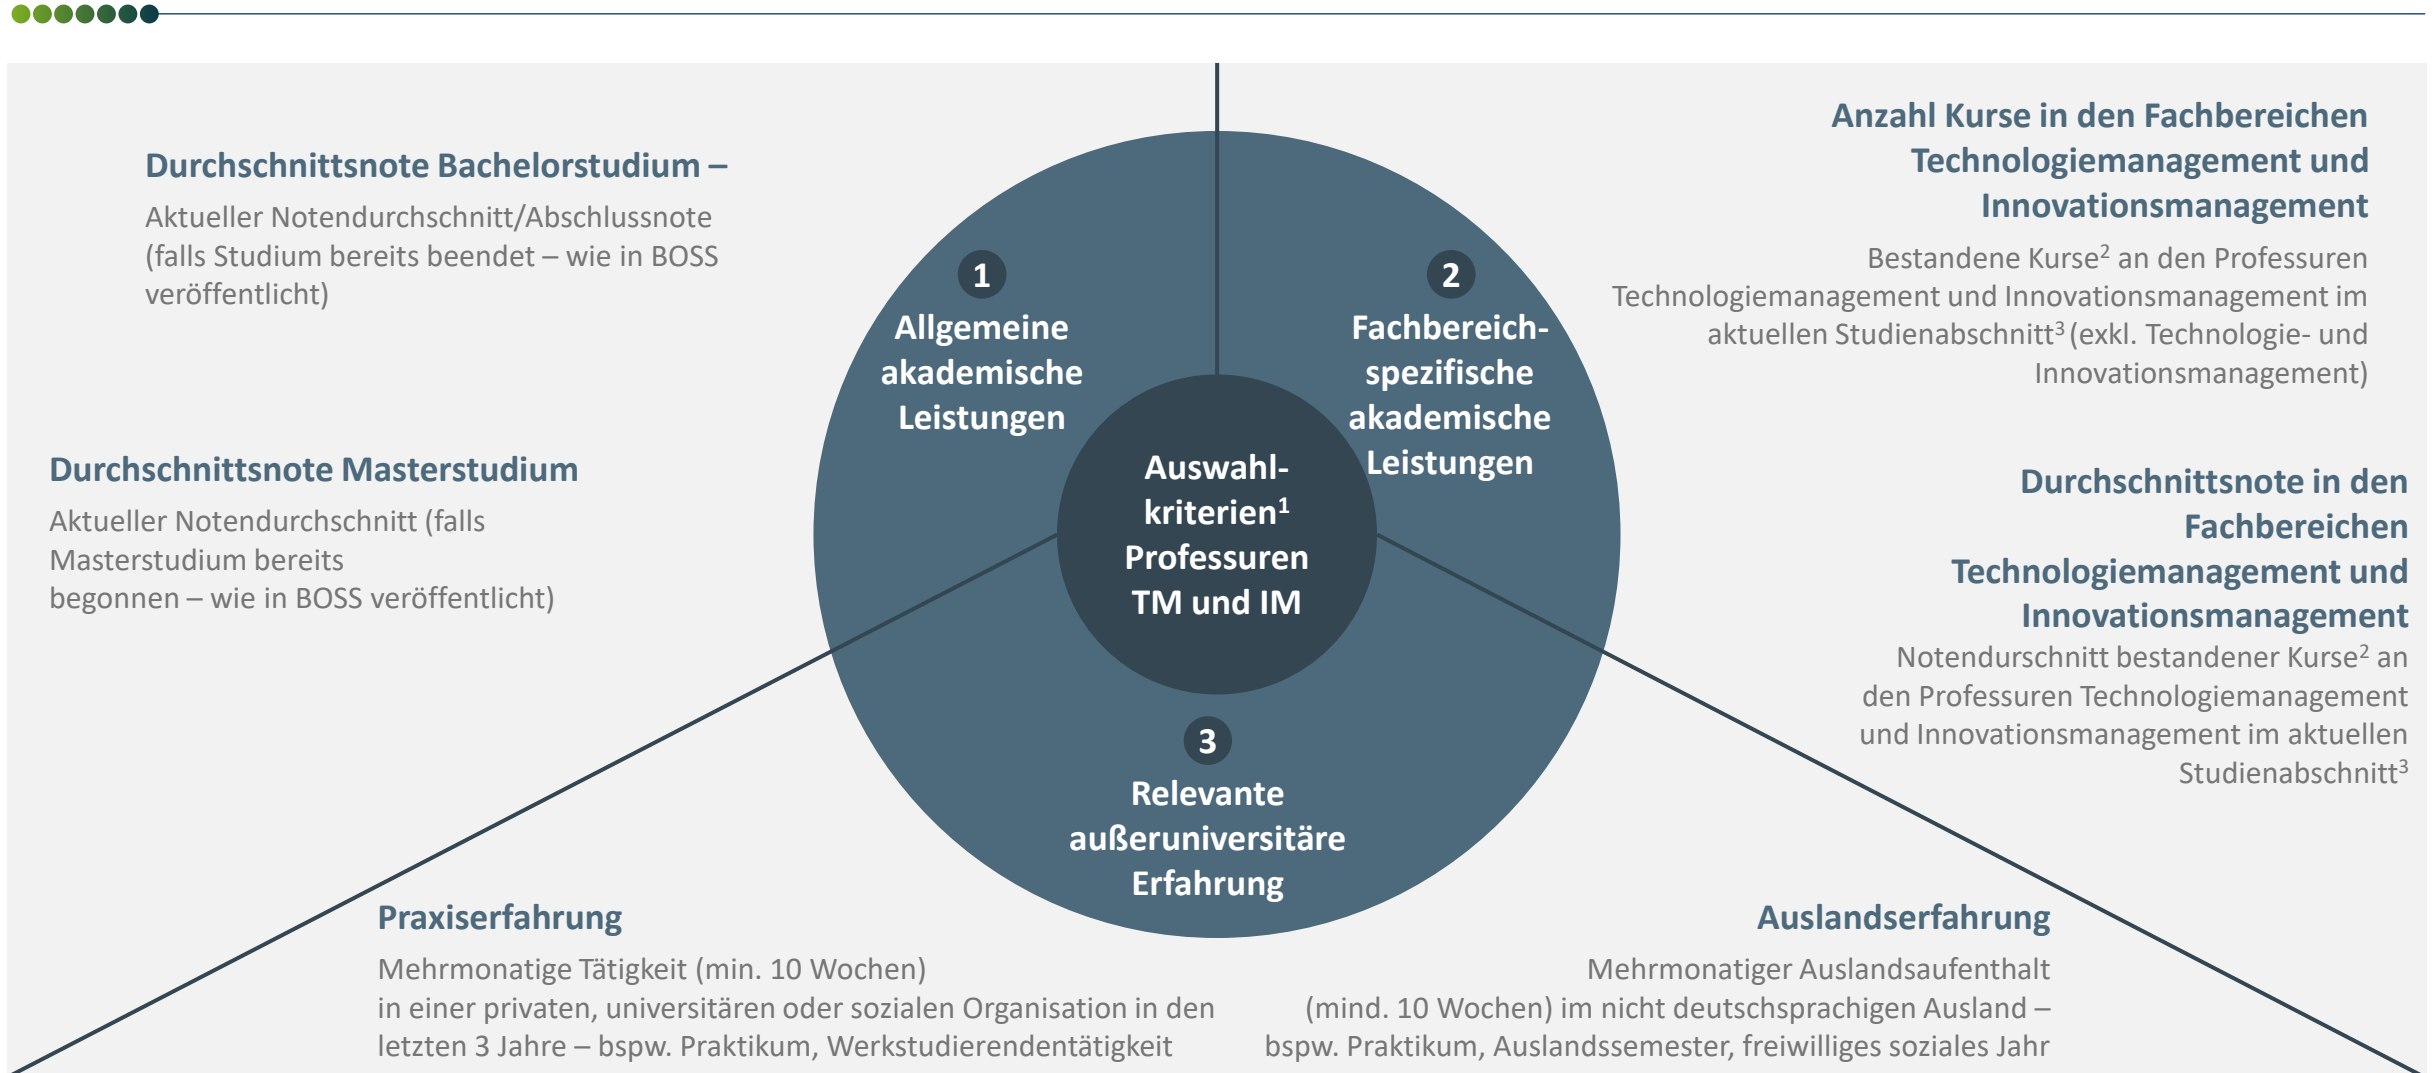 Durchschnittsnote Bachelorstudium –
Aktueller Notendurchschnitt/Abschlussnote
(falls Studium bereits beendet – wie in BOSS
veröffentlicht)
Durchschnittsnote Masterstudium
Aktueller Notendurchschnitt (falls
Masterstudium bereits
begonnen – wie in BOSS veröffentlicht)
1
Allgemeine
akademische
Leistungen
2
Fachbereich-
spezifische
akademische
Leistungen
Auswahl-
kriterien¹
Professuren
TM und IM
3
Relevante
außeruniversitäre
Erfahrung
Anzahl Kurse in den Fachbereichen
Technologiemanagement und
Innovationsmanagement
Bestandene Kurse² an den Professuren
Technologiemanagement und Innovationsmanagement im
aktuellen Studienabschnitt³ (exkl. Technologie- und
Innovationsmanagement)
Durchschnittsnote in den
Fachbereichen
Technologiemanagement und
Innovationsmanagement
Notendurschnitt bestandener Kurse² an
den Professuren Technologiemanagement
und Innovationsmanagement im aktuellen
Studienabschnitt³
Praxiserfahrung
Mehrmonatige Tätigkeit (min. 10 Wochen)
in einer privaten, universitären oder sozialen Organisation in den
letzten 3 Jahre – bspw. Praktikum, Werkstudierendentätigkeit
Auslandserfahrung
Mehrmonatiger Auslandsaufenthalt
(mind. 10 Wochen) im nicht deutschsprachigen Ausland –
bspw. Praktikum, Auslandssemester, freiwilliges soziales Jahr